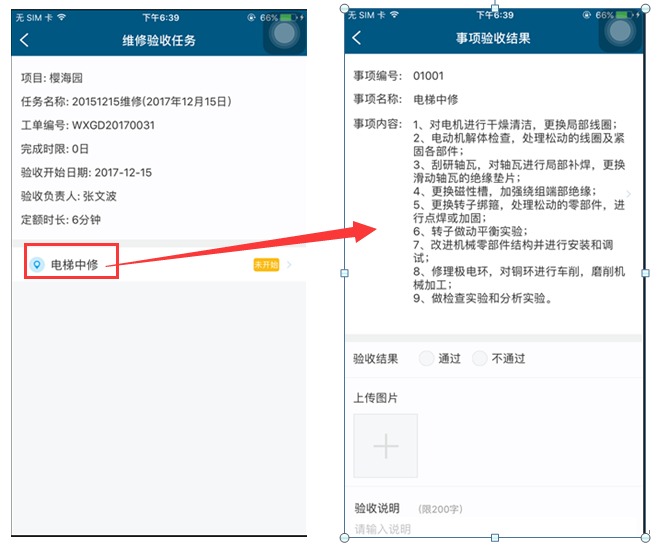 无 SIM 卡 下午6:39 66%
维修验收任务
项目: 樱海园
任务名称: 20151215维修(2017年12月15日)
工单编号: WXGD20170031
完成时限: 0日
验收开始日期: 2017-12-15
验收负责人: 张文波
定额时长: 6分钟
电梯中修 未开始
无 SIM 卡 下午6:39 66%
事项验收结果
事项编号: 01001
事项名称: 电梯中修
事项内容: 1、对电机进行干燥清洁，更换局部线圈；
2、电动机解体检查，处理松动的线圈及紧
固各部件；
3、刮研轴瓦，对轴瓦进行局部补焊，更换
滑动轴瓦的绝缘垫片；
4、更换磁性槽，加强绕组端部绝缘；
5、更换转子绑箍，处理松动的零部件，进
行点焊或加固；
6、转子做动平衡实验；
7、改进机械零部件结构并进行安装和调
试；
8、修理极电环，对铜环进行车削，磨削机
械加工；
9、做检查实验和分析实验。
验收结果 通过 不通过
上传图片
验收说明 (限200字)
请输入说明